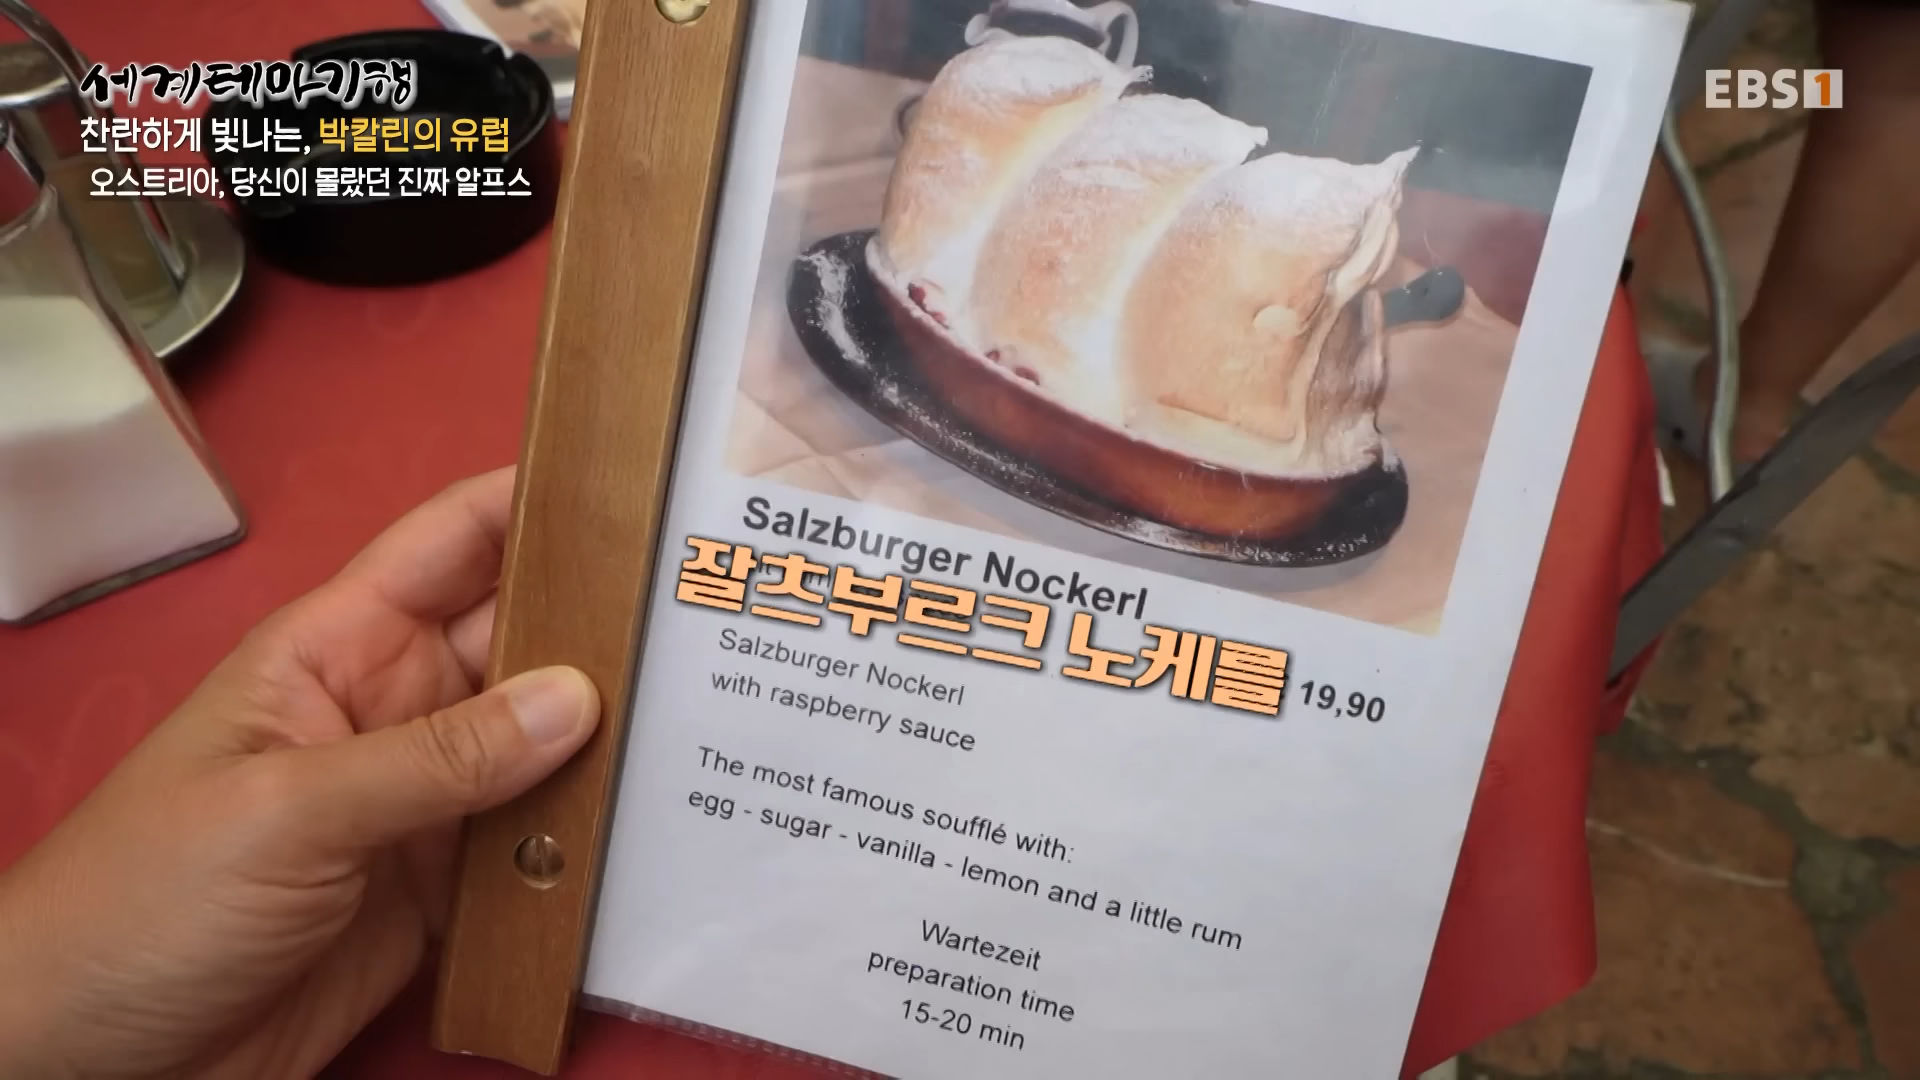 세계테마기행
찬란하게 빛나는, 박칼린의 유럽
오스트리아, 당신이 몰랐던 진짜 알프스
EBS1
Salzburger Nockerl
잘츠부르크 노케를
19,90
Salzburger Nockerl
with raspberry sauce
The most famous soufflé with:
egg - sugar - vanilla - lemon and a little rum
Wartezeit
preparation time
15-20 min